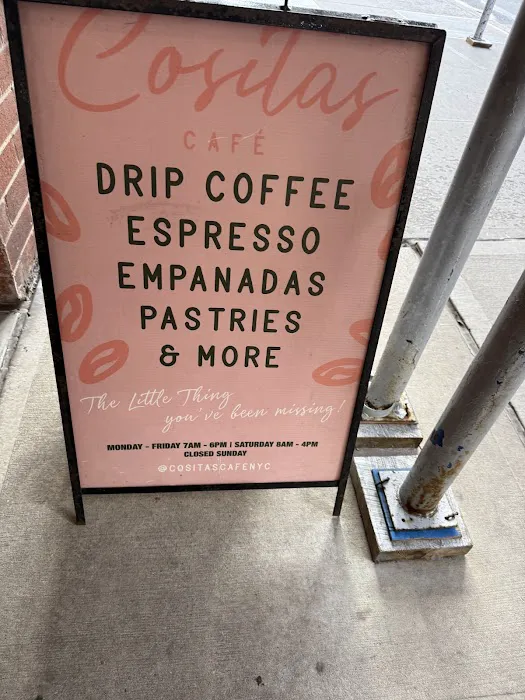 Cositas
CAFÉ
DRIP COFFEE
ESPRESSO
EMPANADAS
PASTRIES
& MORE
The Little Thing
you've been missing!
MONDAY - FRIDAY 7AM - 6PM | SATURDAY 8AM - 4PM
CLOSED SUNDAY
@COSITASCAFENYC